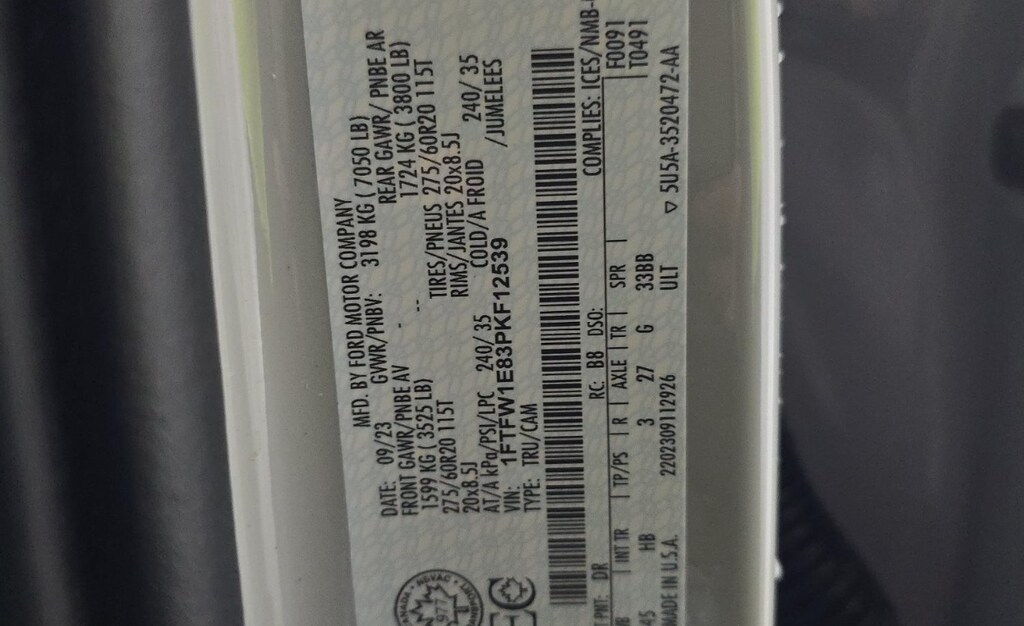 MFD. BY FORD MOTOR COMPANY
DATE: 09/23 GVWR/PNBV: 3198 KG ( 7050 LB)
FRONT GAWR/PNBE AV REAR GAWR/ PNBE AR
1599 KG ( 3525 LB) - -- 1724 KG ( 3800 LB)
275/60R20 115T TIRES/PNEUS 275/60R20 115T
20x8.5J RIMS/JANTES 20x8.5J
AT/A kPa/PSI/LPC 240/ 35 COLD/A FROID 240/ 35
VIN: 1FTFW1E83PKF12539 /JUMELEES
TYPE: TRU/CAM
COMPLIES: ICES/NMB-
PNT: DR RC: B8 DSO: F0091
T0491
INT TR TP/PS R AXLE TR SPR
45 HB 3 27 G 33BB
MADE IN U.S.A. 220230911292​6 ULT ▽ 5U5A-3520472-AA
NSVAC
977